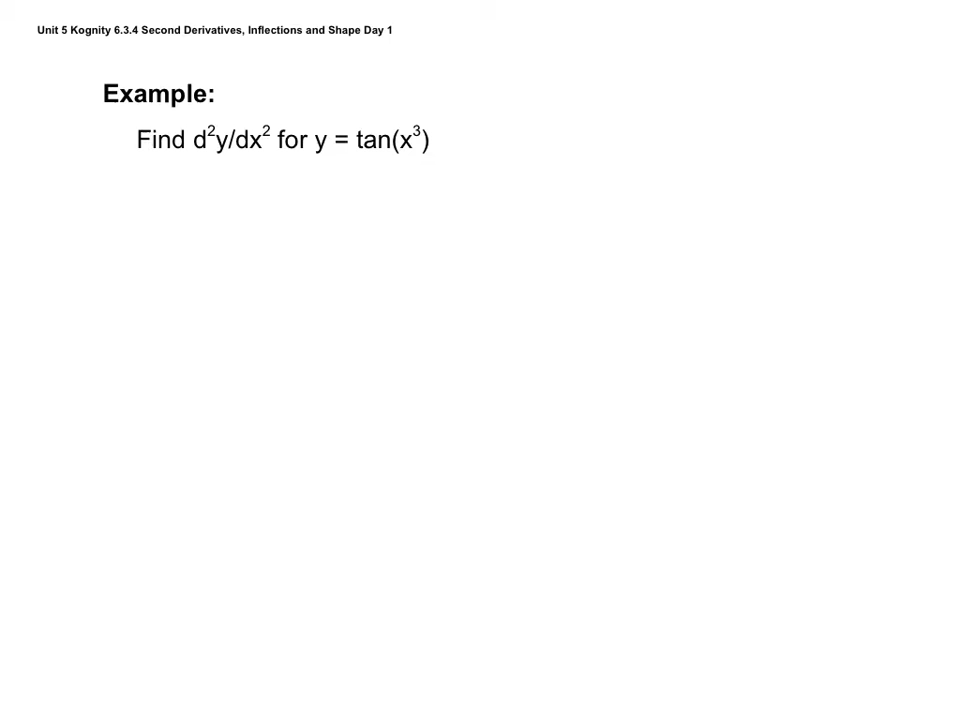 Unit 5 Kognity 6.3.4 Second Derivatives, Inflections and Shape Day 1
Example:
Find d²y/dx² for y = tan(x³)